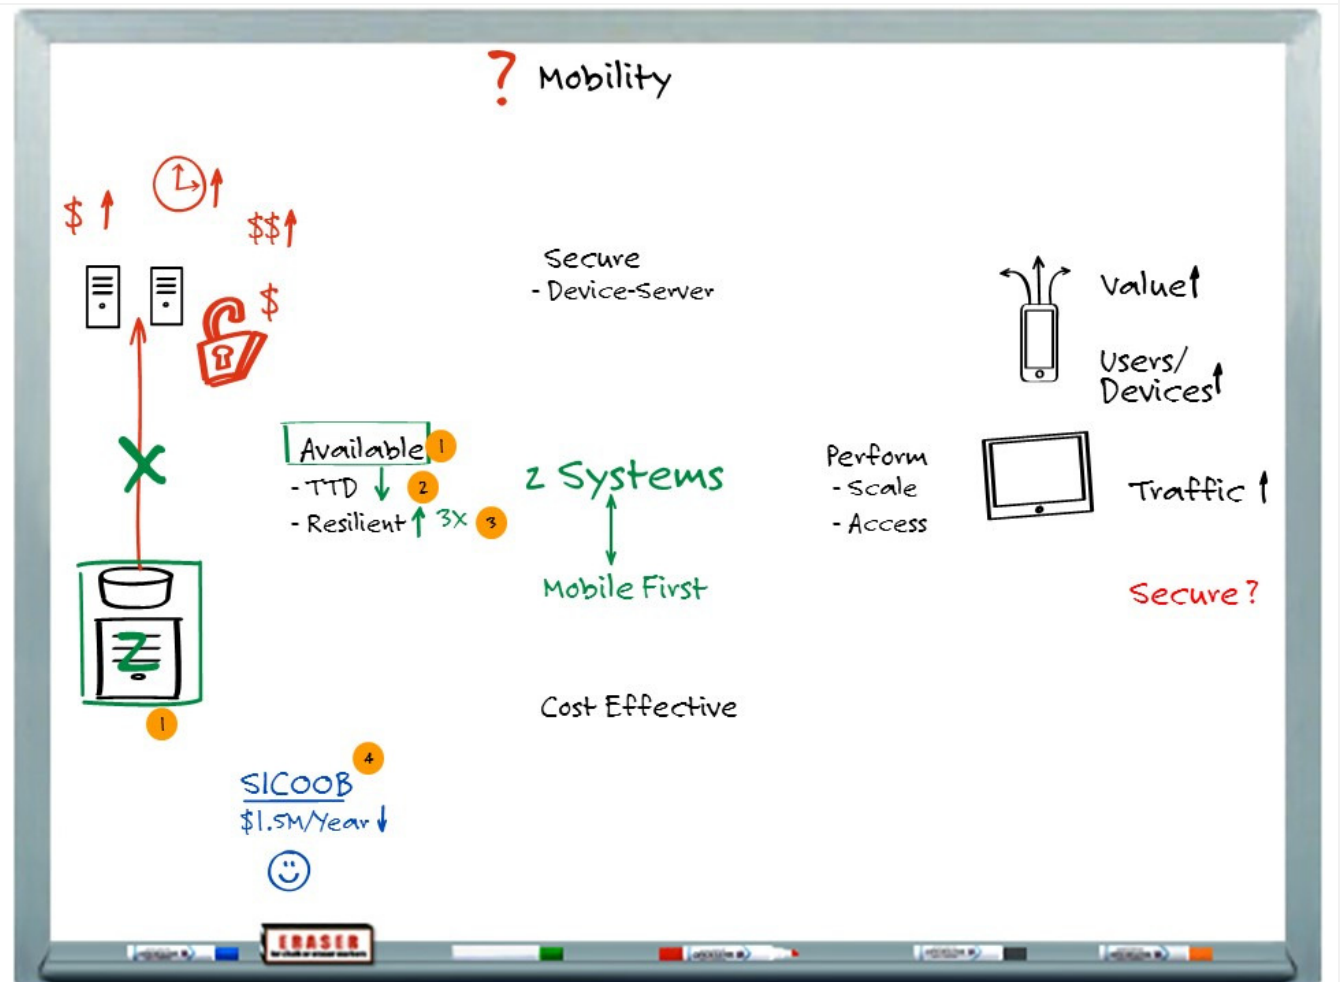 ? Mobility
$
$$
$
Secure
- Device-Server
Value
Users/
Devices
Available 1
- TTD 2
- Resilient 3X 3
z Systems
Mobile First
Perform
- Scale
- Access
Traffic
Secure?
Z
1
Cost Effective
4
SICOOB
$1.5M/Year
ERASER